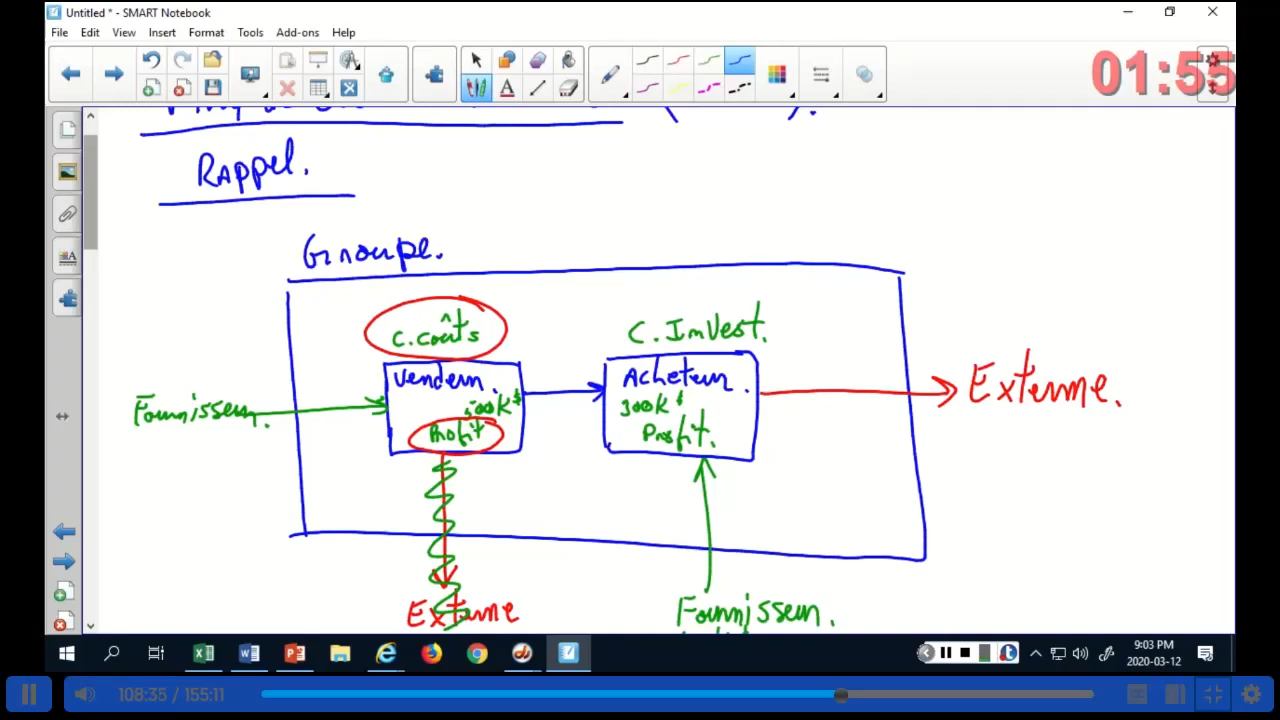 Untitled * - SMART Notebook
File Edit View Insert Format Tools Add-ons Help
01:55
Rappel.
Groupe.
C. coûts
C. Invest.
Vendeur.
Acheteur.
Externe.
Fournisseur.
300K$
300K$
Profit
Profit.
Externe
Fournisseur.
9:03 PM
2020-03-12
108:35 / 155:11